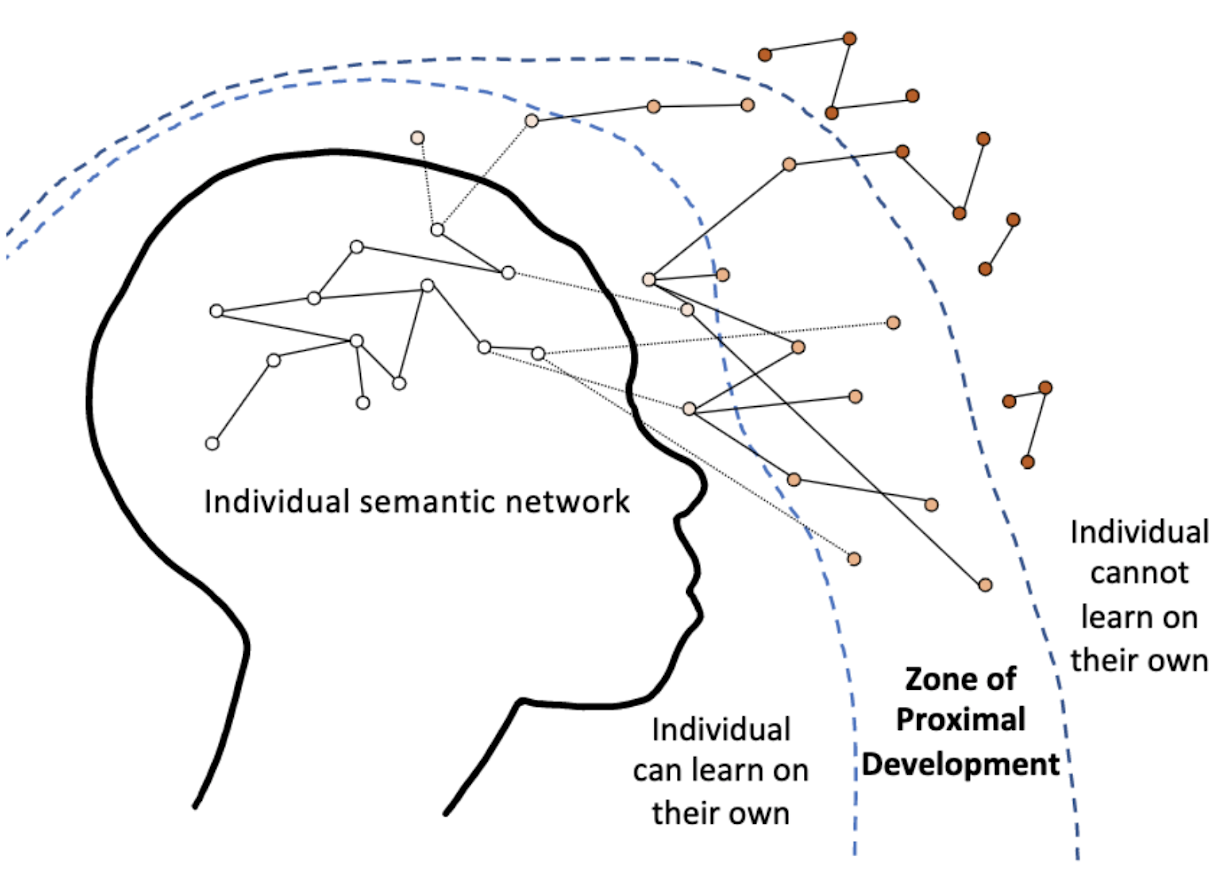 Individual semantic network
Individual
cannot
learn on
their own
Zone of
Proximal
Development
Individual
can learn on
their own